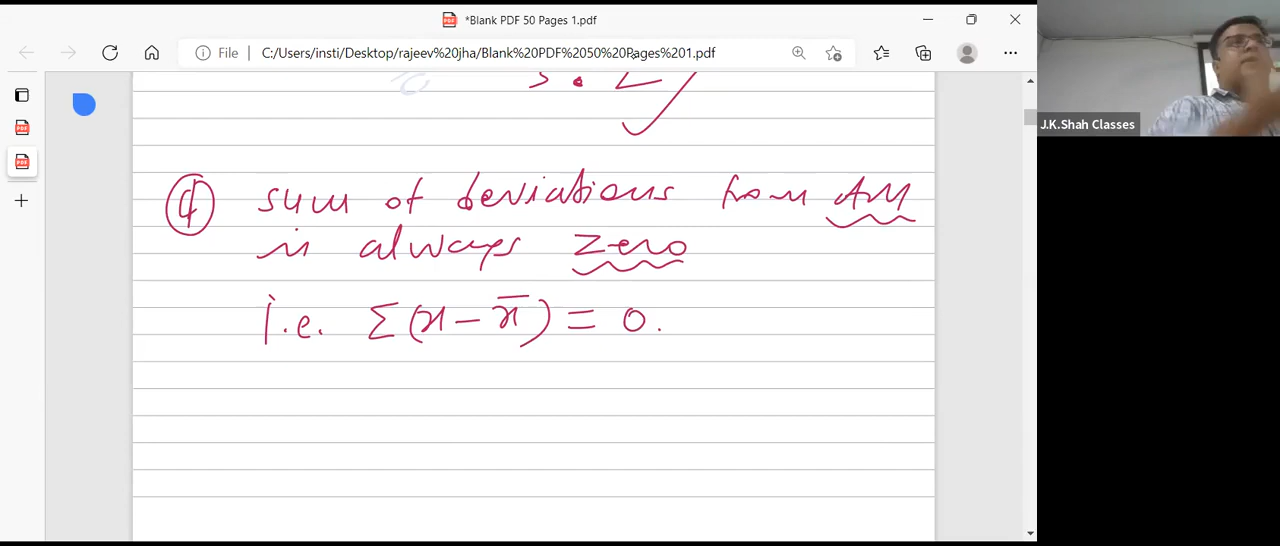 *Blank PDF 50 Pages 1.pdf
File C:/Users/insti/Desktop/rajeev%20jha/Blank%20PDF%2050%20Pages%201.pdf
J.K.Shah Classes
④ sum of deviations from AM
is always zero
i.e. Σ(x - x̄) = 0.